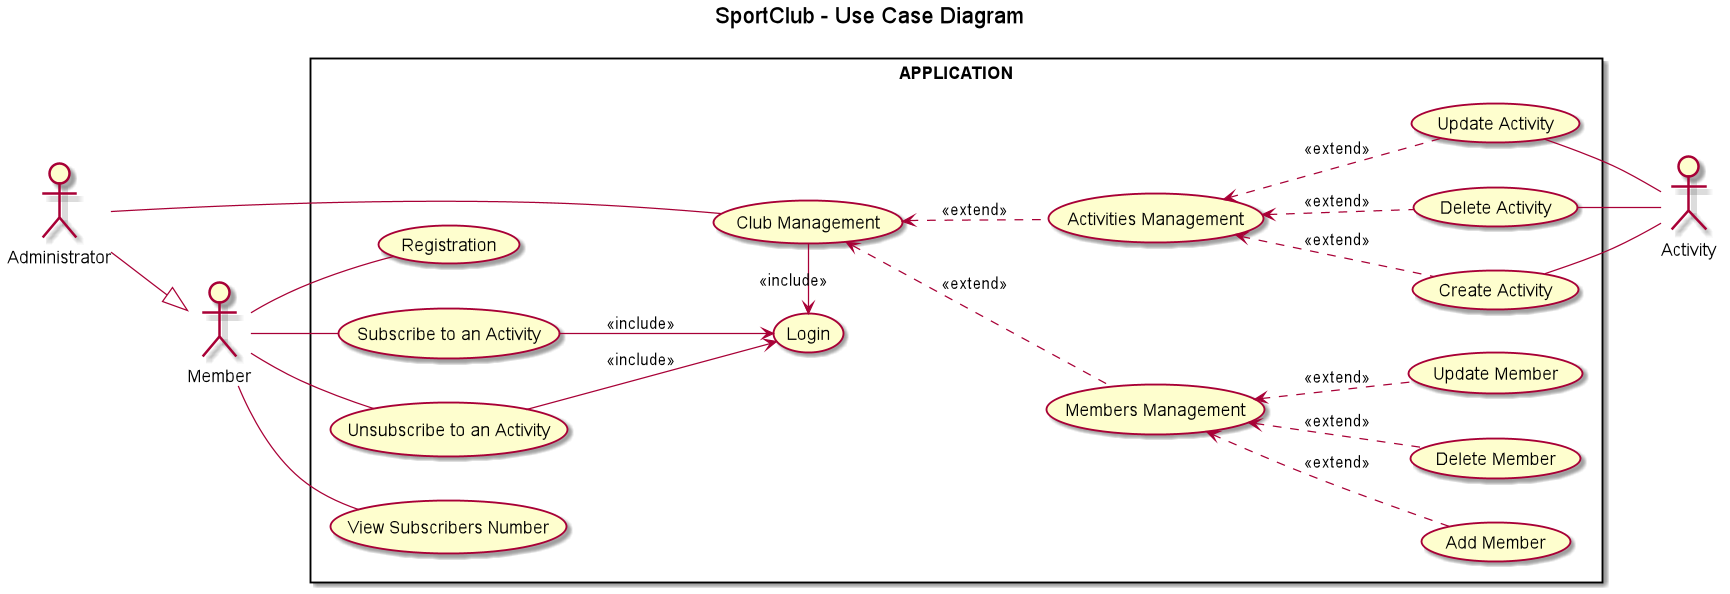 SportClub - Use Case Diagram
APPLICATION
Update Activity
«extend»
Delete Activity
«extend»
Activities Management
«extend»
Club Management
«extend»
Create Activity
Activity
Administrator
Registration
«include»
«extend»
Member
Subscribe to an Activity
«include»
Login
«include»
Unsubscribe to an Activity
View Subscribers Number
Members Management
«extend»
Update Member
«extend»
Delete Member
«extend»
Add Member